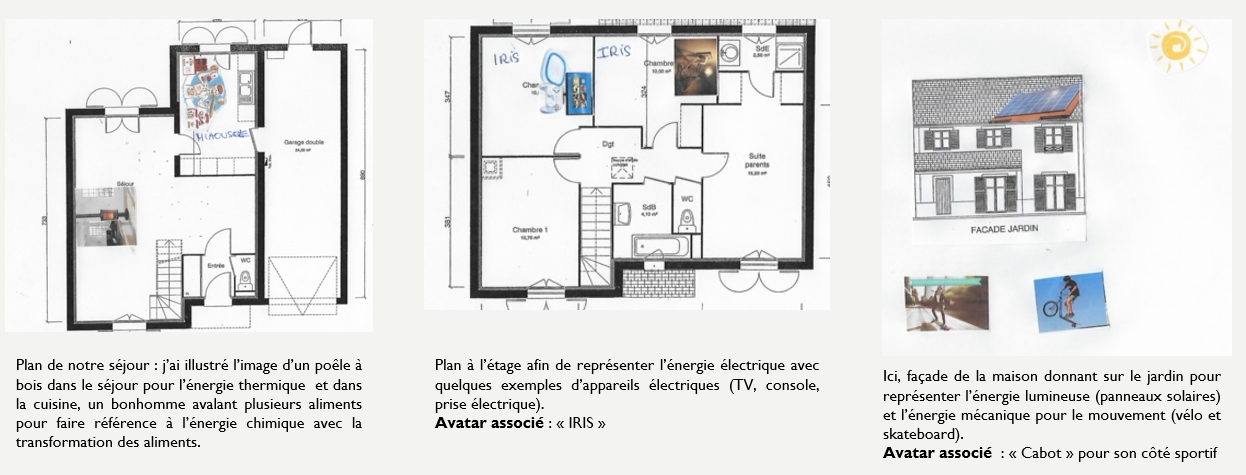 MIAOUSOLE
Garage double
Séjour
Entrée
WC
IRIS
IRIS
Chambre
SdE
347
324
Dgt
Suite
parents
381
Chambre 1
SdB
WC
FACADE JARDIN
Plan de notre séjour : j'ai illustré l'image d'un poêle à
bois dans le séjour pour l'énergie thermique et dans
la cuisine, un bonhomme avalant plusieurs aliments
pour faire référence à l'énergie chimique avec la
transformation des aliments.
Plan à l'étage afin de représenter l'énergie électrique avec
quelques exemples d'appareils électriques (TV, console,
prise électrique).
Avatar associé : « IRIS »
Ici, façade de la maison donnant sur le jardin pour
représenter l'énergie lumineuse (panneaux solaires)
et l'énergie mécanique pour le mouvement (vélo et
skateboard).
Avatar associé : « Cabot » pour son côté sportif